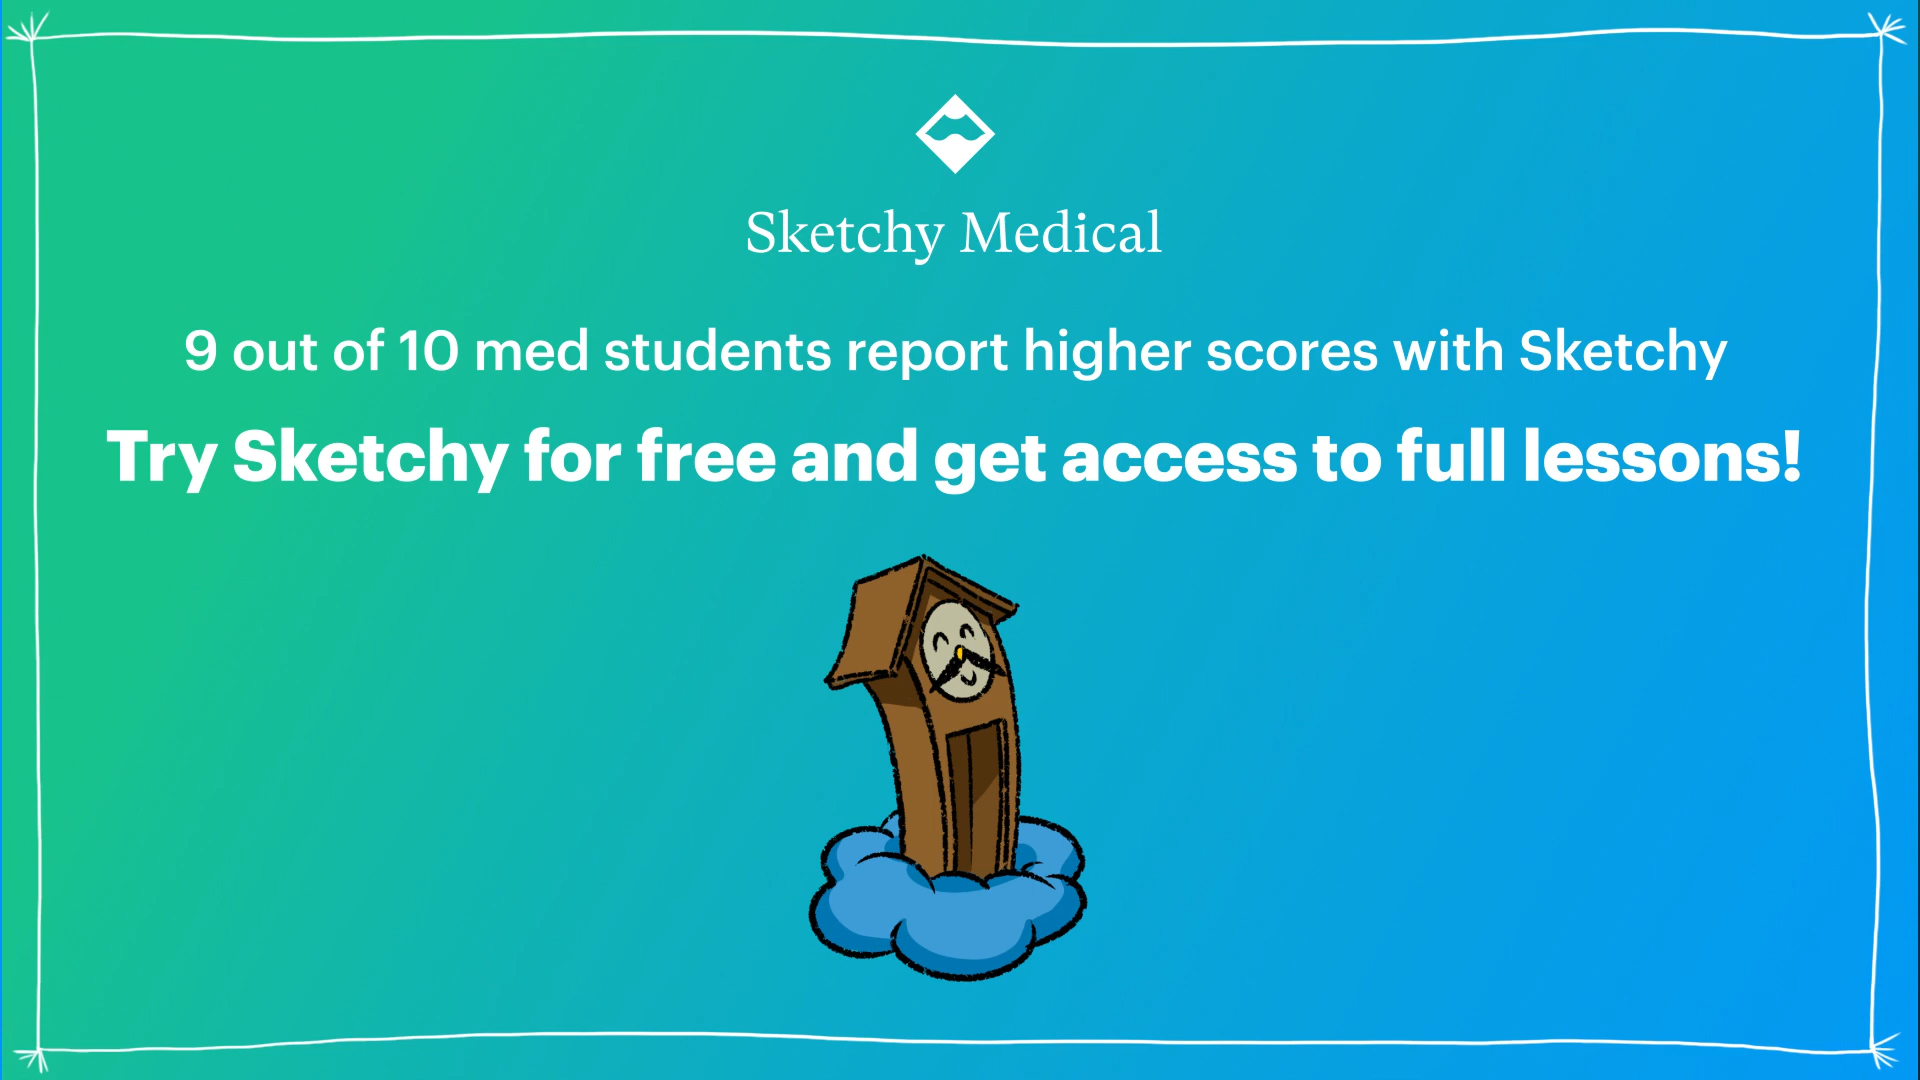 Sketchy Medical
9 out of 10 med students report higher scores with Sketchy
Try Sketchy for free and get access to full lessons!